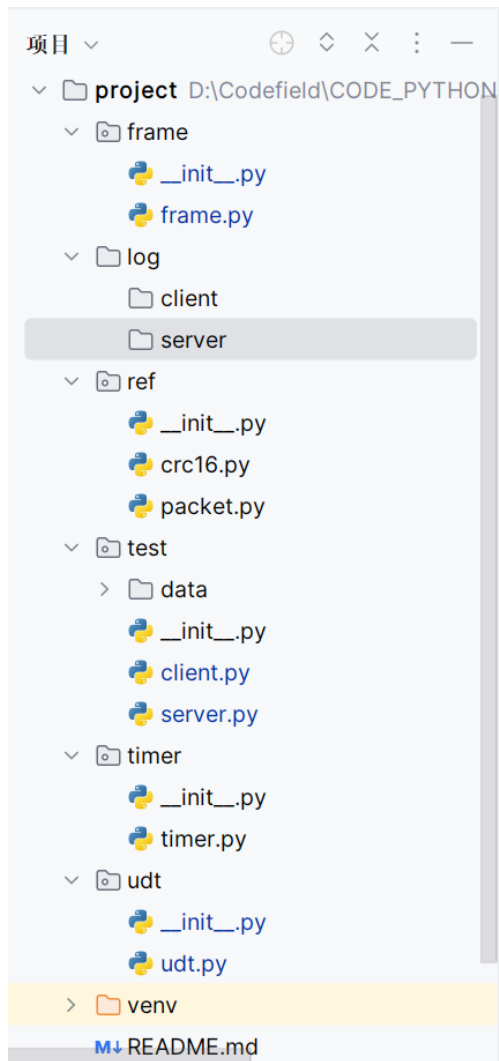 项目
project D:\Codefield\CODE_PYTHON
frame
__init__.py
frame.py
log
client
server
ref
__init__.py
crc16.py
packet.py
test
data
__init__.py
client.py
server.py
timer
__init__.py
timer.py
udt
__init__.py
udt.py
venv
M↓ README.md